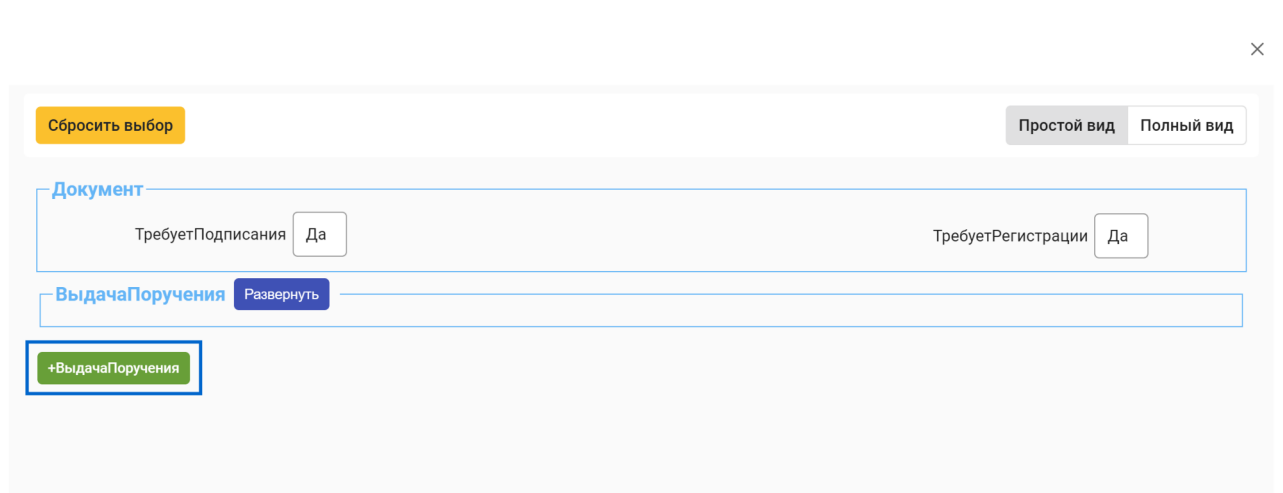 Сбросить выбор
Простой вид Полный вид
Документ
ТребуетПодписания Да ТребуетРегистрации Да
ВыдачаПоручения Развернуть
+ВыдачаПоручения